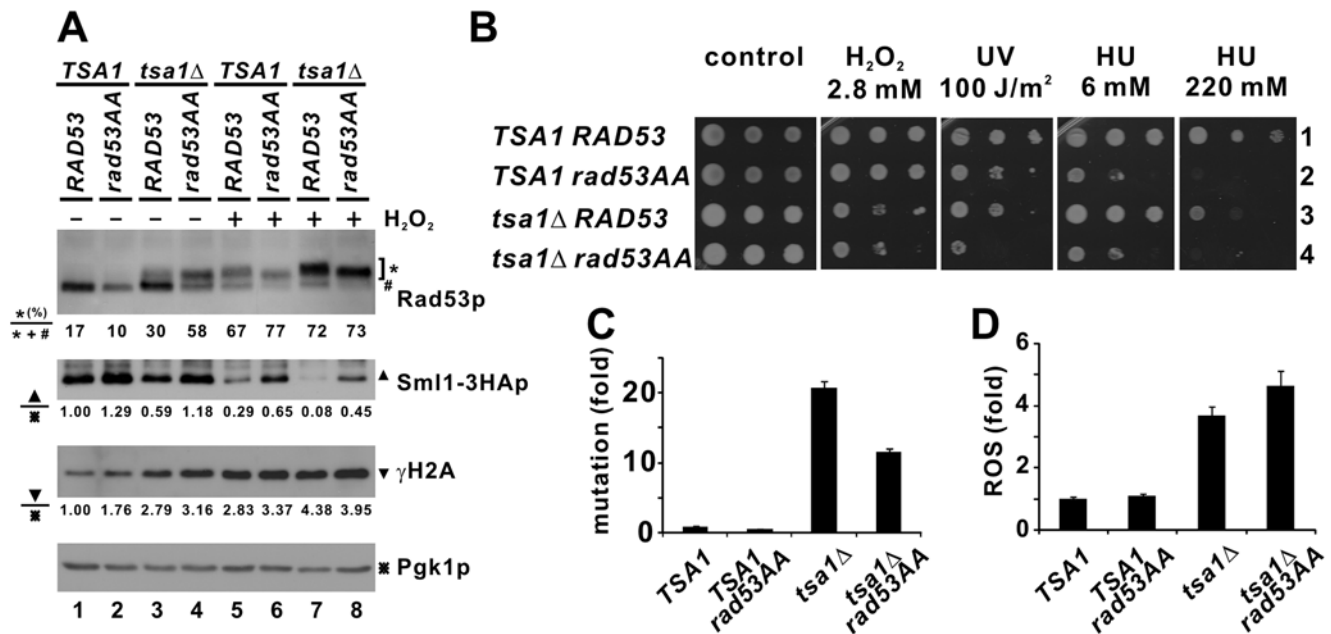 A
TSA1 tsa1Δ TSA1 tsa1Δ
RAD53 rad53AA RAD53 rad53AA RAD53 rad53AA RAD53 rad53AA
− − − − + + + + H₂O₂
*
#
Rad53p
* (%)
* + #
17 10 30 58 67 77 72 73
▲ Sml1-3HAp
▲
※
1.00 1.29 0.59 1.18 0.29 0.65 0.08 0.45
▼ γH2A
▼
※
1.00 1.76 2.79 3.16 2.83 3.37 4.38 3.95
※ Pgk1p
1 2 3 4 5 6 7 8
B
control H₂O₂ UV HU HU
2.8 mM 100 J/m² 6 mM 220 mM
TSA1 RAD53 1
TSA1 rad53AA 2
tsa1Δ RAD53 3
tsa1Δ rad53AA 4
C
mutation (fold)
20
10
0
TSA1
TSA1 rad53AA
tsa1Δ
tsa1Δ rad53AA
D
ROS (fold)
8
4
2
0
TSA1
TSA1 rad53AA
tsa1Δ
tsa1Δ rad53AA